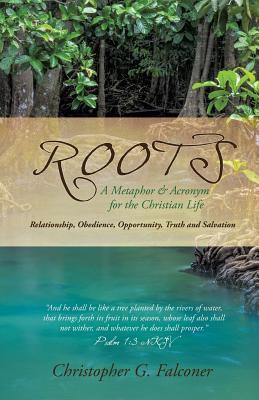 ROOTS
A Metaphor & Acronym
for the Christian Life
Relationship, Obedience, Opportunity, Truth and Salvation
"And he shall be like a tree planted by the rivers of water,
that brings forth its fruit in its season, whose leaf also shall
not wither, and whatever he does shall prosper."
Psalm 1:3 NKJV
Christopher G. Falconer